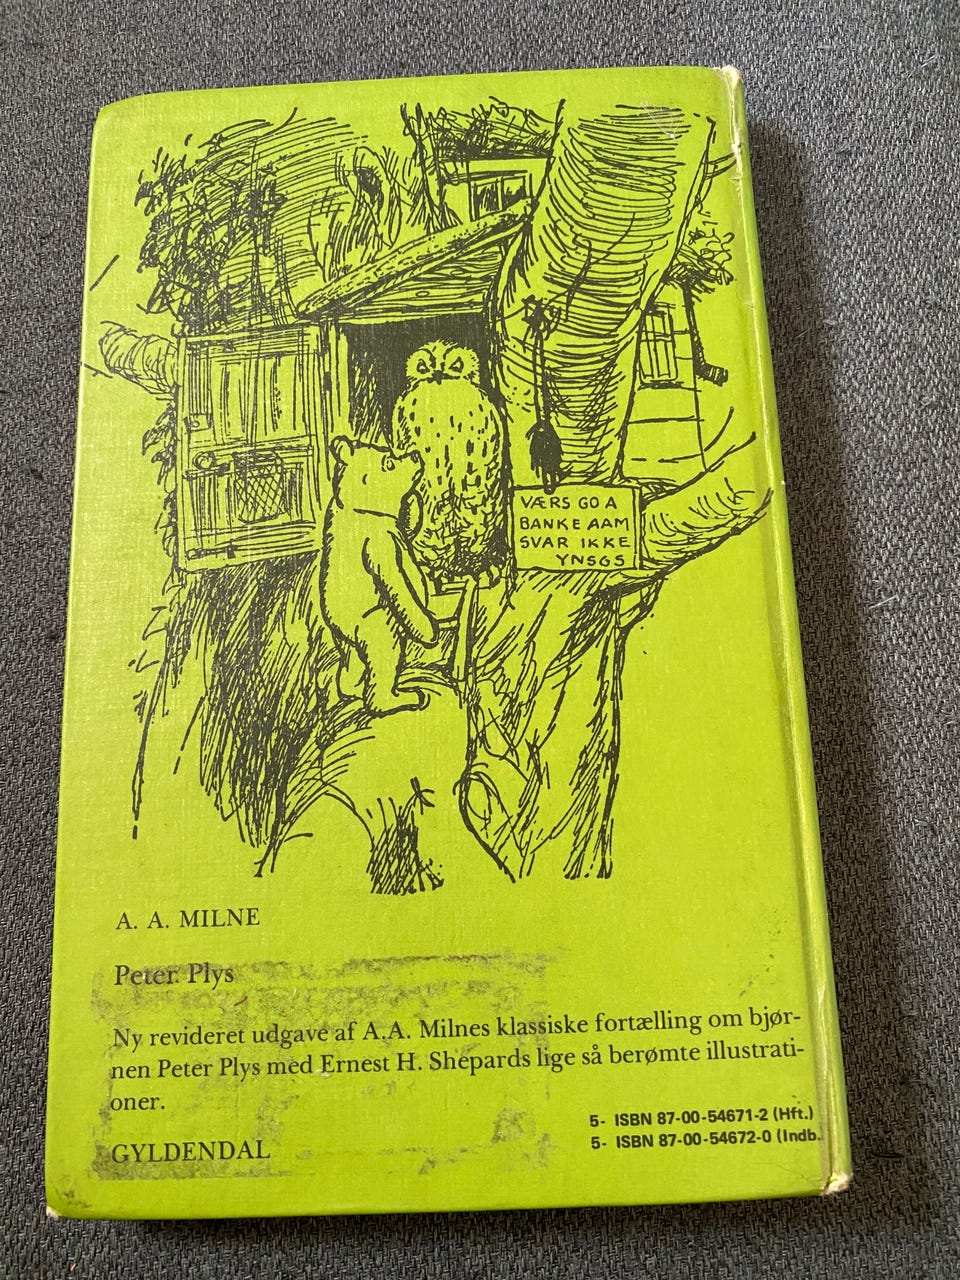 VÆRS GO A
BANKE AAM
SVAR IKKE
YNSGS
A. A. MILNE
Peter Plys
Ny revideret udgave af A.A. Milnes klassiske fortælling om bjør-
nen Peter Plys med Ernest H. Shepards lige så berømte illustrati-
oner.
5- ISBN 87-00-54671-2 (Hft.)
5- ISBN 87-00-54672-0 (Indb.
GYLDENDAL